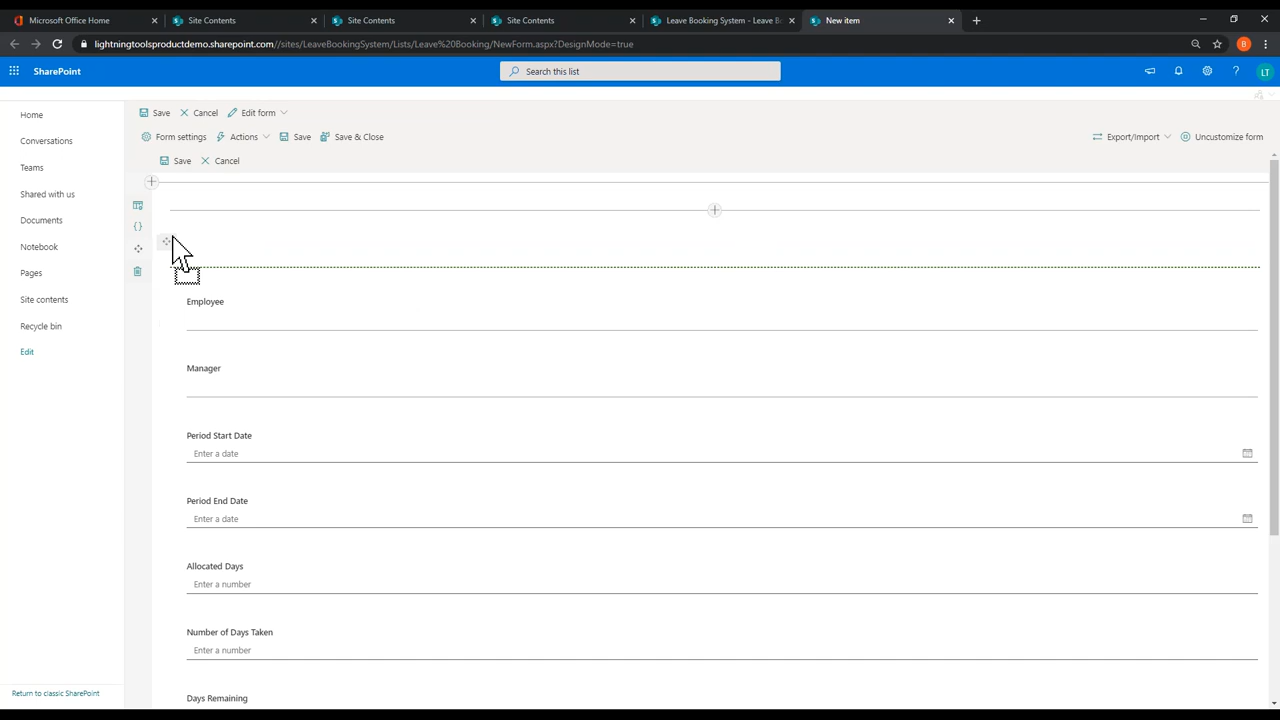 Microsoft Office Home
Site Contents
Site Contents
Site Contents
Leave Booking System - Leave B
New item
lightningtoolsproductdemo.sharepoint.com//sites/LeaveBookingSystem/Lists/Leave%20Booking/NewForm.aspx?DesignMode=true
B
SharePoint
Search this list
LT
Home
Conversations
Teams
Shared with us
Documents
Notebook
Pages
Site contents
Recycle bin
Edit
Return to classic SharePoint
Save
Cancel
Edit form
Form settings
Actions
Save
Save & Close
Export/Import
Uncustomize form
Save
Cancel
Employee
Manager
Period Start Date
Enter a date
Period End Date
Enter a date
Allocated Days
Enter a number
Number of Days Taken
Enter a number
Days Remaining